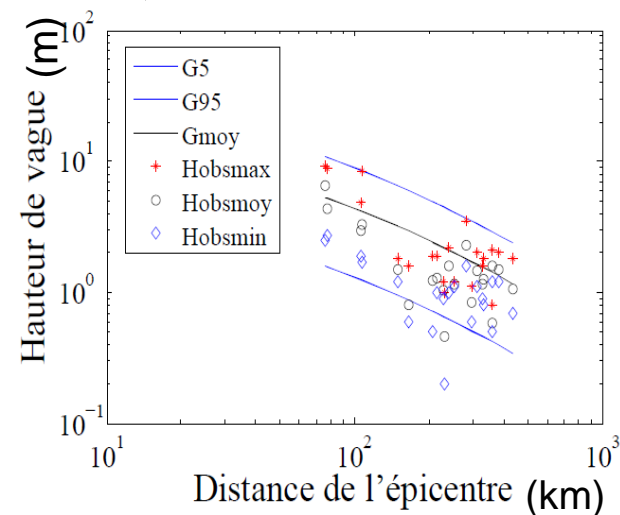 Hauteur de vague (m)
10^2
10^1
10^0
10^-1
G5
G95
Gmoy
Hobsmax
Hobsmoy
Hobsmin
10^1
10^2
10^3
Distance de l'épicentre (km)